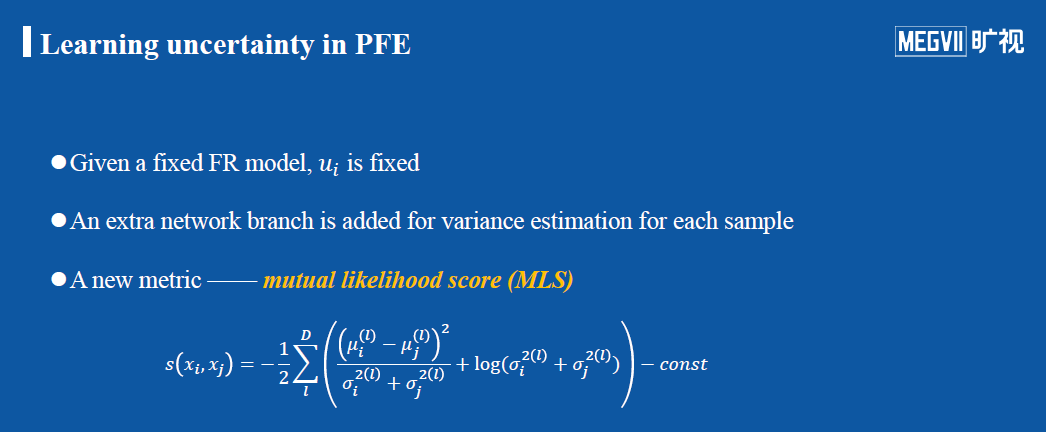 Learning uncertainty in PFE
MEGVII 旷视
●Given a fixed FR model, u_i is fixed
●An extra network branch is added for variance estimation for each sample
●A new metric —— mutual likelihood score (MLS)
s(x_i, x_j) = -\frac{1}{2}\sum_{l}^{D}\left(\frac{\left(\mu_i^{(l)} - \mu_j^{(l)}\right)^2}{\sigma_i^{2(l)} + \sigma_j^{2(l)}} + \log(\sigma_i^{2(l)} + \sigma_j^{2(l)})\right) - const